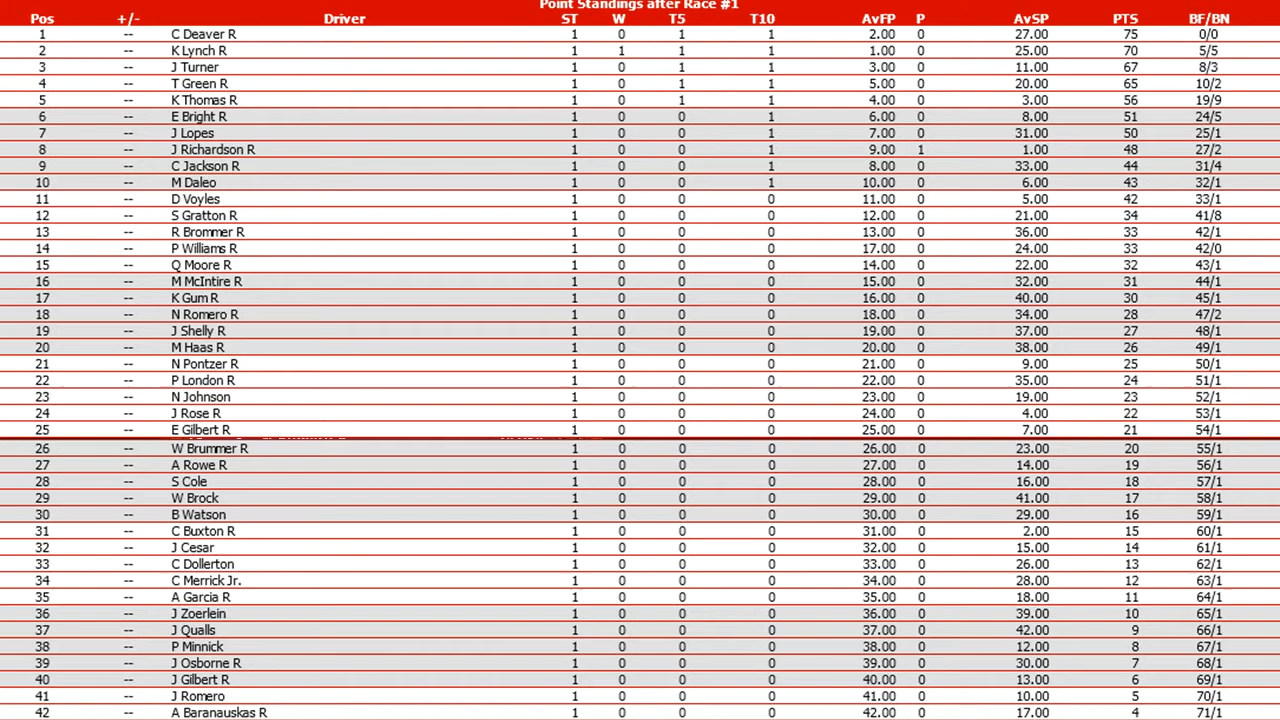 Point Standings after Race #1
Pos +/- Driver ST W T5 T10 AvFP P AvSP PTS BF/BN
1 -- C Deaver R 1 0 1 1 2.00 0 27.00 75 0/0
2 -- K Lynch R 1 1 1 1 1.00 0 25.00 70 5/5
3 -- J Turner 1 0 1 1 3.00 0 11.00 67 8/3
4 -- T Green R 1 0 1 1 5.00 0 20.00 65 10/2
5 -- K Thomas R 1 0 1 1 4.00 0 3.00 56 19/9
6 -- E Bright R 1 0 0 1 6.00 0 8.00 51 24/5
7 -- J Lopes 1 0 0 1 7.00 0 31.00 50 25/1
8 -- J Richardson R 1 0 0 1 9.00 1 1.00 48 27/2
9 -- C Jackson R 1 0 0 1 8.00 0 33.00 44 31/4
10 -- M Daleo 1 0 0 1 10.00 0 6.00 43 32/1
11 -- D Voyles 1 0 0 0 11.00 0 5.00 42 33/1
12 -- S Gratton R 1 0 0 0 12.00 0 21.00 34 41/8
13 -- R Brommer R 1 0 0 0 13.00 0 36.00 33 42/1
14 -- P Williams R 1 0 0 0 17.00 0 24.00 33 42/0
15 -- Q Moore R 1 0 0 0 14.00 0 22.00 32 43/1
16 -- M McIntire R 1 0 0 0 15.00 0 32.00 31 44/1
17 -- K Gum R 1 0 0 0 16.00 0 40.00 30 45/1
18 -- N Romero R 1 0 0 0 18.00 0 34.00 28 47/2
19 -- J Shelly R 1 0 0 0 19.00 0 37.00 27 48/1
20 -- M Haas R 1 0 0 0 20.00 0 38.00 26 49/1
21 -- N Pontzer R 1 0 0 0 21.00 0 9.00 25 50/1
22 -- P London R 1 0 0 0 22.00 0 35.00 24 51/1
23 -- N Johnson 1 0 0 0 23.00 0 19.00 23 52/1
24 -- J Rose R 1 0 0 0 24.00 0 4.00 22 53/1
25 -- E Gilbert R 1 0 0 0 25.00 0 7.00 21 54/1
26 -- W Brummer R 1 0 0 0 26.00 0 23.00 20 55/1
27 -- A Rowe R 1 0 0 0 27.00 0 14.00 19 56/1
28 -- S Cole 1 0 0 0 28.00 0 16.00 18 57/1
29 -- W Brock 1 0 0 0 29.00 0 41.00 17 58/1
30 -- B Watson 1 0 0 0 30.00 0 29.00 16 59/1
31 -- C Buxton R 1 0 0 0 31.00 0 2.00 15 60/1
32 -- J Cesar 1 0 0 0 32.00 0 15.00 14 61/1
33 -- C Dollerton 1 0 0 0 33.00 0 26.00 13 62/1
34 -- C Merrick Jr. 1 0 0 0 34.00 0 28.00 12 63/1
35 -- A Garcia R 1 0 0 0 35.00 0 18.00 11 64/1
36 -- J Zoerlein 1 0 0 0 36.00 0 39.00 10 65/1
37 -- J Qualls 1 0 0 0 37.00 0 42.00 9 66/1
38 -- P Minnick 1 0 0 0 38.00 0 12.00 8 67/1
39 -- J Osborne R 1 0 0 0 39.00 0 30.00 7 68/1
40 -- J Gilbert R 1 0 0 0 40.00 0 13.00 6 69/1
41 -- J Romero 1 0 0 0 41.00 0 10.00 5 70/1
42 -- A Baranauskas R 1 0 0 0 42.00 0 17.00 4 71/1